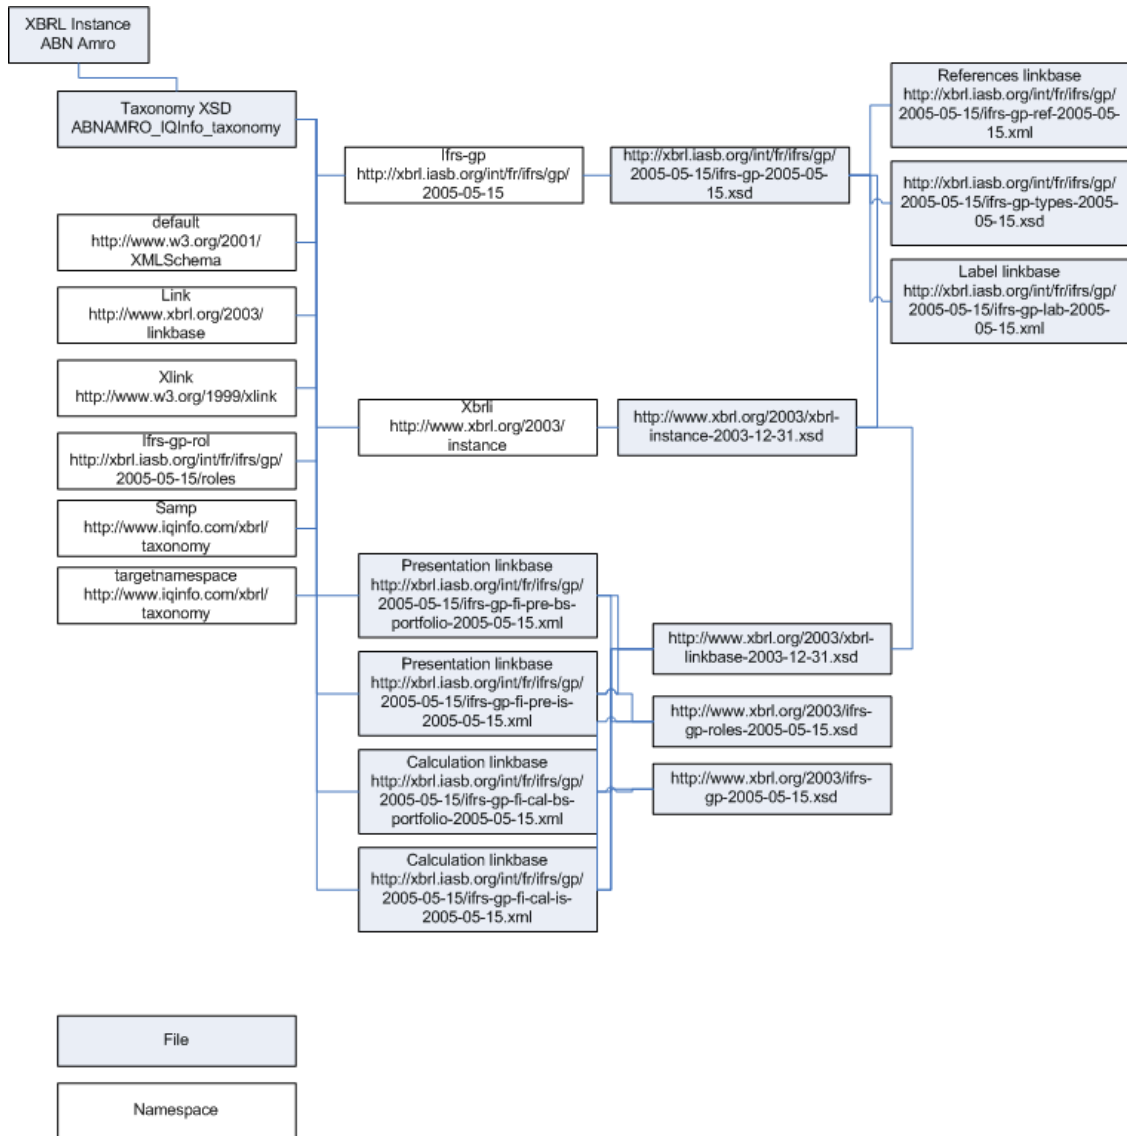 XBRL Instance
ABN Amro
Taxonomy XSD
ABNAMRO_IQInfo_taxonomy
default
http://www.w3.org/2001/
XMLSchema
Link
http://www.xbrl.org/2003/
linkbase
Xlink
http://www.w3.org/1999/xlink
Ifrs-gp-rol
http://xbrl.iasb.org/int/fr/ifrs/gp/
2005-05-15/roles
Samp
http://www.iqinfo.com/xbrl/
taxonomy
targetnamespace
http://www.iqinfo.com/xbrl/
taxonomy
Ifrs-gp
http://xbrl.iasb.org/int/fr/ifrs/gp/
2005-05-15
Xbrli
http://www.xbrl.org/2003/
instance
Presentation linkbase
http://xbrl.iasb.org/int/fr/ifrs/gp/
2005-05-15/ifrs-gp-fi-pre-bs-
portfolio-2005-05-15.xml
Presentation linkbase
http://xbrl.iasb.org/int/fr/ifrs/gp/
2005-05-15/ifrs-gp-fi-pre-is-
2005-05-15.xml
Calculation linkbase
http://xbrl.iasb.org/int/fr/ifrs/gp/
2005-05-15/ifrs-gp-fi-cal-bs-
portfolio-2005-05-15.xml
Calculation linkbase
http://xbrl.iasb.org/int/fr/ifrs/gp/
2005-05-15/ifrs-gp-fi-cal-is-
2005-05-15.xml
http://xbrl.iasb.org/int/fr/ifrs/gp/
2005-05-15/ifrs-gp-2005-05-
15.xsd
http://www.xbrl.org/2003/xbrl-
instance-2003-12-31.xsd
http://www.xbrl.org/2003/xbrl-
linkbase-2003-12-31.xsd
http://www.xbrl.org/2003/ifrs-
gp-roles-2005-05-15.xsd
http://www.xbrl.org/2003/ifrs-
gp-2005-05-15.xsd
References linkbase
http://xbrl.iasb.org/int/fr/ifrs/gp/
2005-05-15/ifrs-gp-ref-2005-05-
15.xml
http://xbrl.iasb.org/int/fr/ifrs/gp/
2005-05-15/ifrs-gp-types-2005-
05-15.xsd
Label linkbase
http://xbrl.iasb.org/int/fr/ifrs/gp/
2005-05-15/ifrs-gp-lab-2005-
05-15.xml
File
Namespace